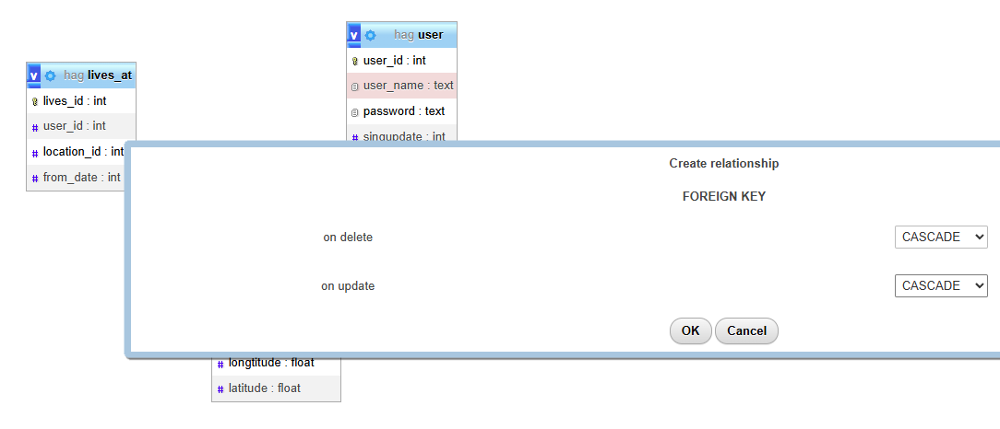 v hag user
user_id : int
user_name : text
password : text
# singupdate : int
v hag lives_at
lives_id : int
# user_id : int
# location_id : int
# from_date : int
Create relationship
FOREIGN KEY
on delete CASCADE
on update CASCADE
OK Cancel
# longtitude : float
# latitude : float